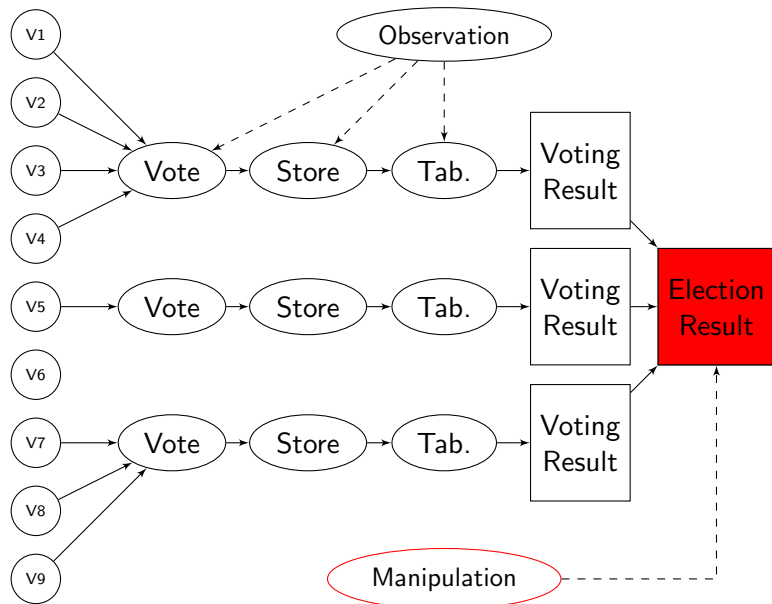 V1
Observation
V2
V3
Vote
Store
Tab.
Voting
Result
V4
V5
Vote
Store
Tab.
Voting
Result
Election
Result
V6
V7
Vote
Store
Tab.
Voting
Result
V8
V9
Manipulation